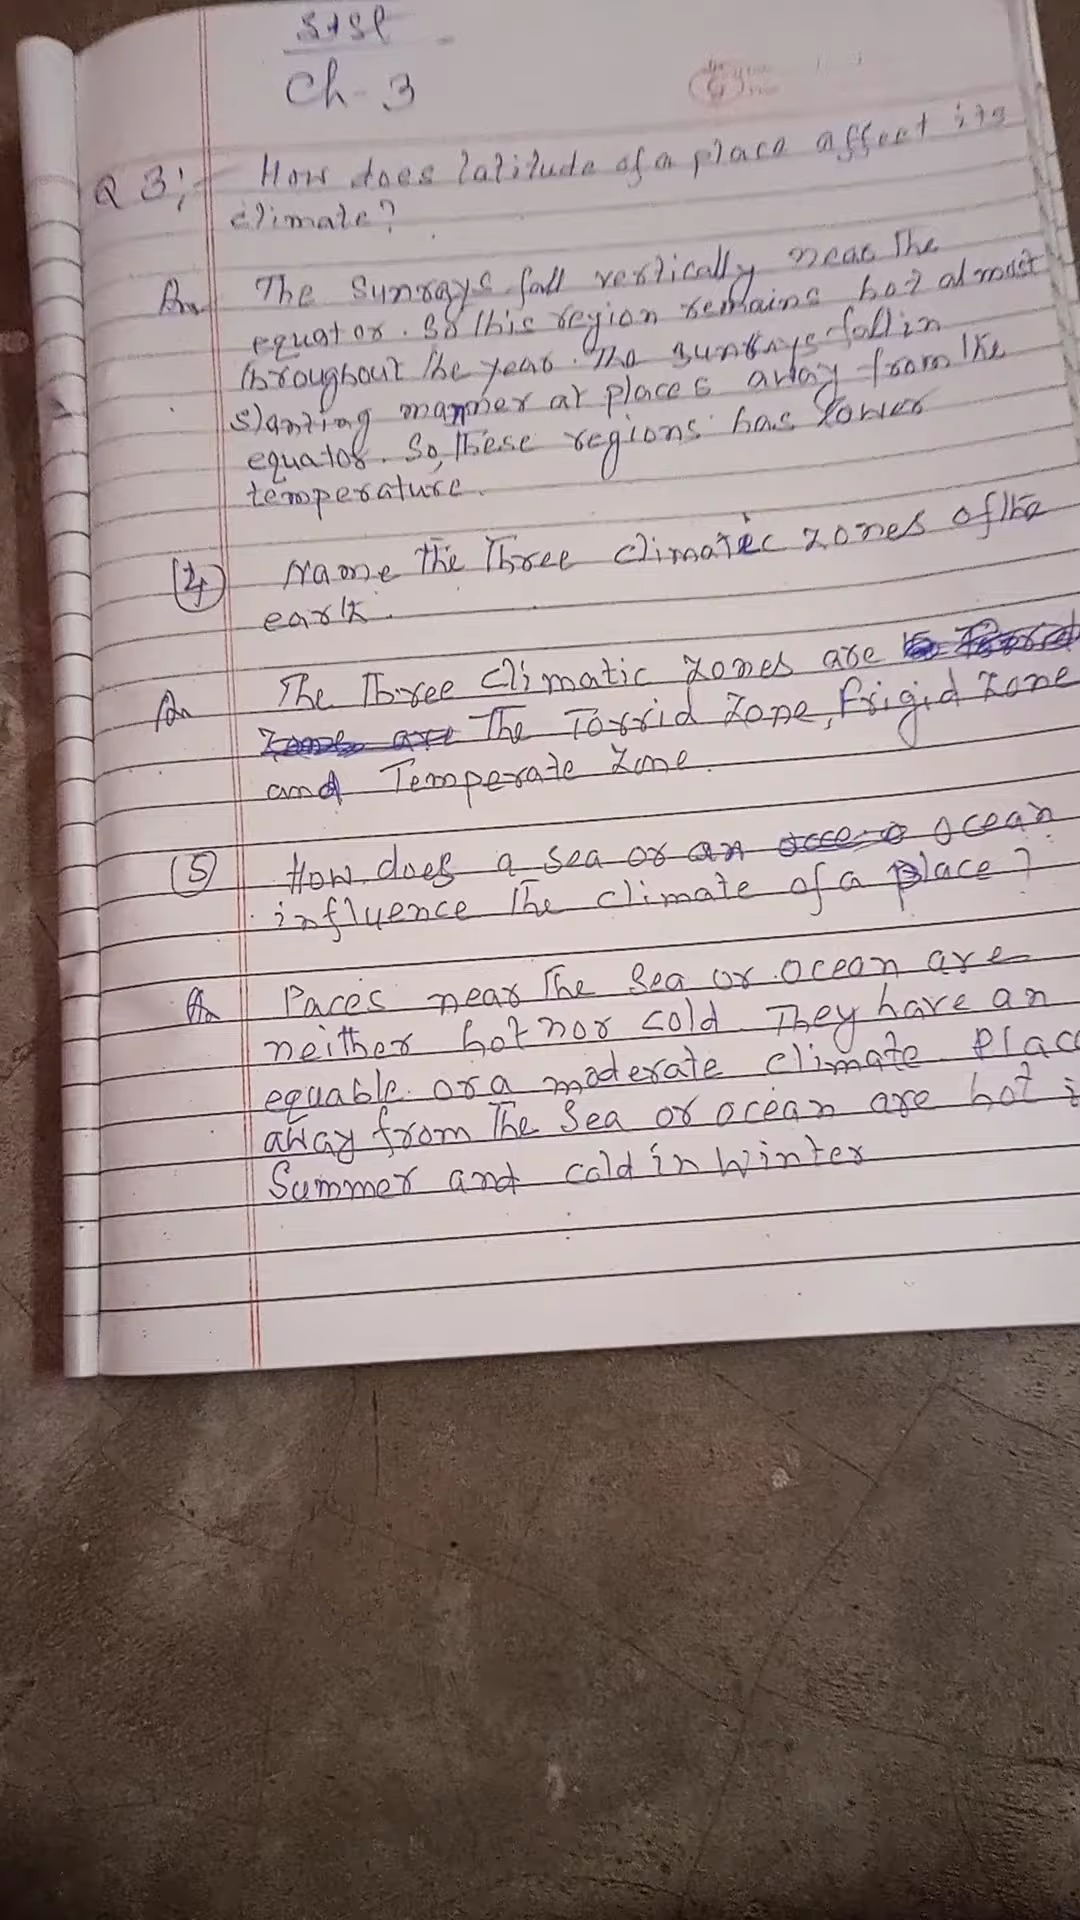 S.St
Ch-3
Q 3;- How does latitude of a place affect its
climate?
Ans The Sunrays fall vertically near the
equator. So this region remains hot almost
throughout the year. The sunrays fall in
slanting manner at places away from the
equator. So, these regions has lower
temperature.
(4) Name the Three climatic zones of the
earth.
An The Three climatic zones are
The Torrid Zone, Frigid Zone
and Temperate Zone.
(5) How does a sea or an ocean
influence the climate of a place?
An Paces near The Sea or ocean are
neither hot nor cold. They have an
equable or a moderate climate. Plac
away from The Sea or ocean are hot i
Summer and cold in Winter